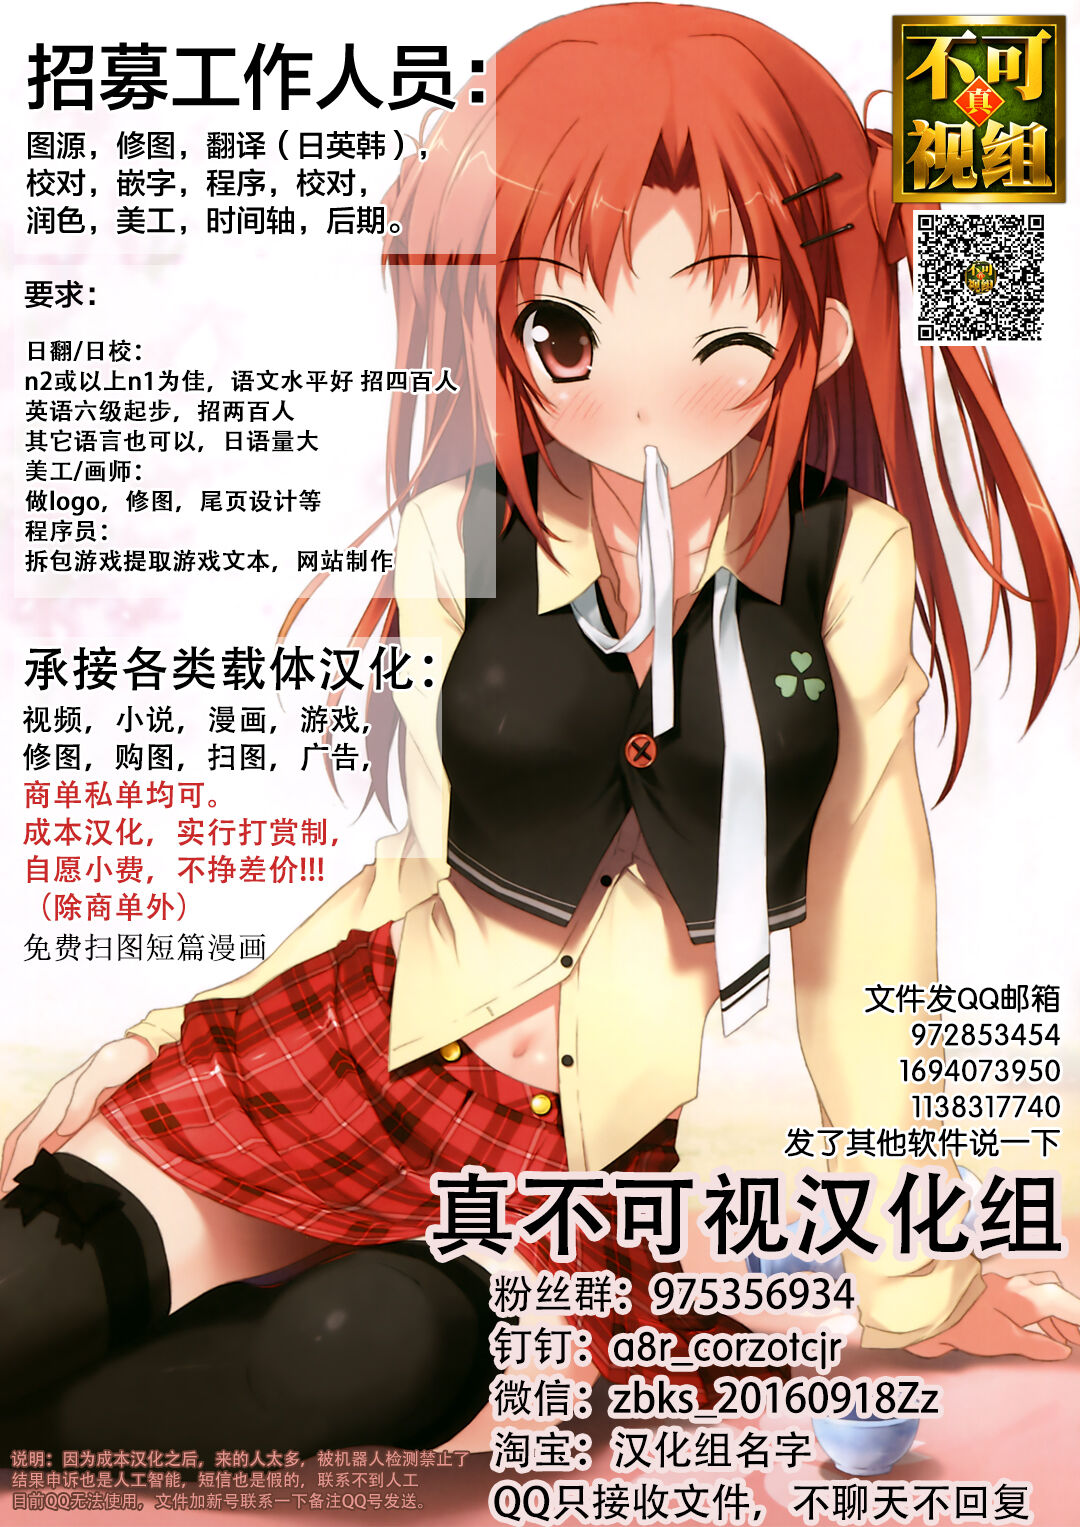 招募工作人员：
图源，修图，翻译（日英韩），
校对，嵌字，程序，校对，
润色，美工，时间轴，后期。
要求：
日翻/日校：
n2或以上n1为佳，语文水平好 招四百人
英语六级起步，招两百人
其它语言也可以，日语量大
美工/画师：
做logo，修图，尾页设计等
程序员：
拆包游戏提取游戏文本，网站制作
承接各类载体汉化：
视频，小说，漫画，游戏，
修图，购图，扫图，广告，
商单私单均可。
成本汉化，实行打赏制，
自愿小费，不挣差价!!!
（除商单外）
免费扫图短篇漫画
不可
真
视组
不可
真
视组
文件发QQ邮箱
972853454
1694073950
1138317740
发了其他软件说一下
真不可视汉化组
粉丝群：975356934
钉钉：a8r_corzotcjr
微信：zbks_20160918Zz
淘宝：汉化组名字
QQ只接收文件，不聊天不回复
说明：因为成本汉化之后，来的人太多，被机器人检测禁止了
结果申诉也是人工智能，短信也是假的，联系不到人工
目前QQ无法使用，文件加新号联系一下备注QQ号发送。